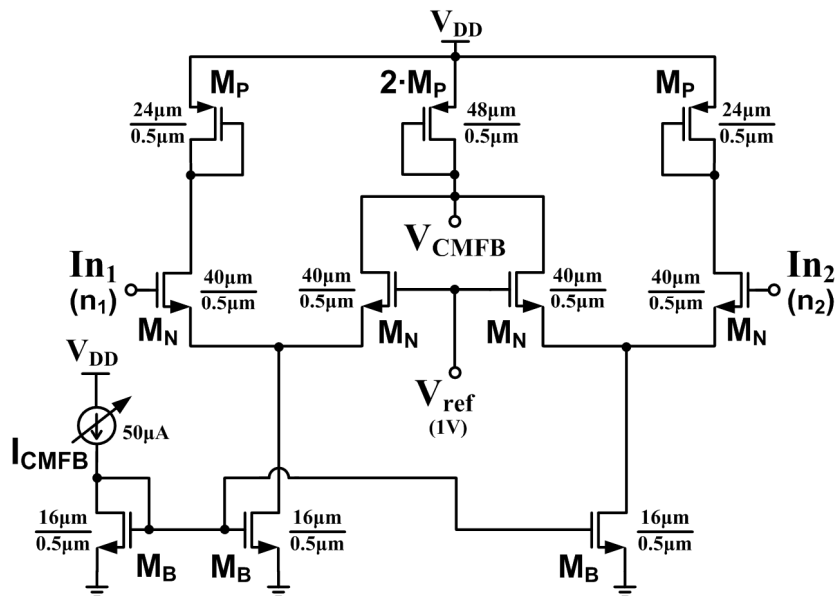 V_DD
M_P
2·M_P
M_P
24µm
0.5µm
48µm
0.5µm
24µm
0.5µm
V_CMFB
In_1
(n_1)
40µm
0.5µm
40µm
0.5µm
40µm
0.5µm
40µm
0.5µm
In_2
(n_2)
M_N
M_N
M_N
M_N
V_DD
V_ref
(1V)
50µA
I_CMFB
16µm
0.5µm
16µm
0.5µm
16µm
0.5µm
M_B
M_B
M_B